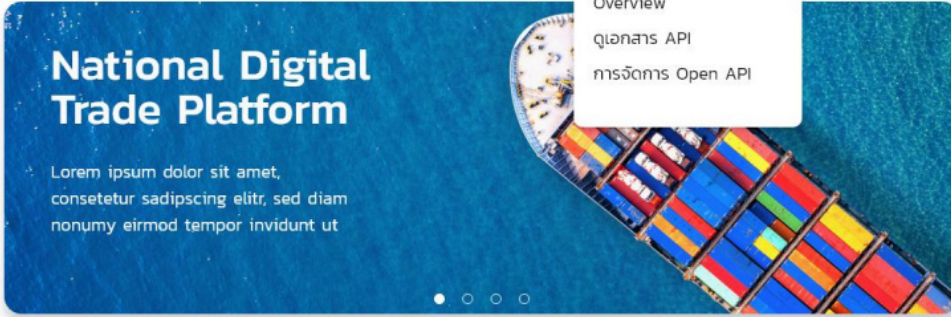 Overview
ดูเอกสาร API
การจัดการ Open API
National Digital
Trade Platform
Lorem ipsum dolor sit amet,
consetetur sadipscing elitr, sed diam
nonumy eirmod tempor invidunt ut